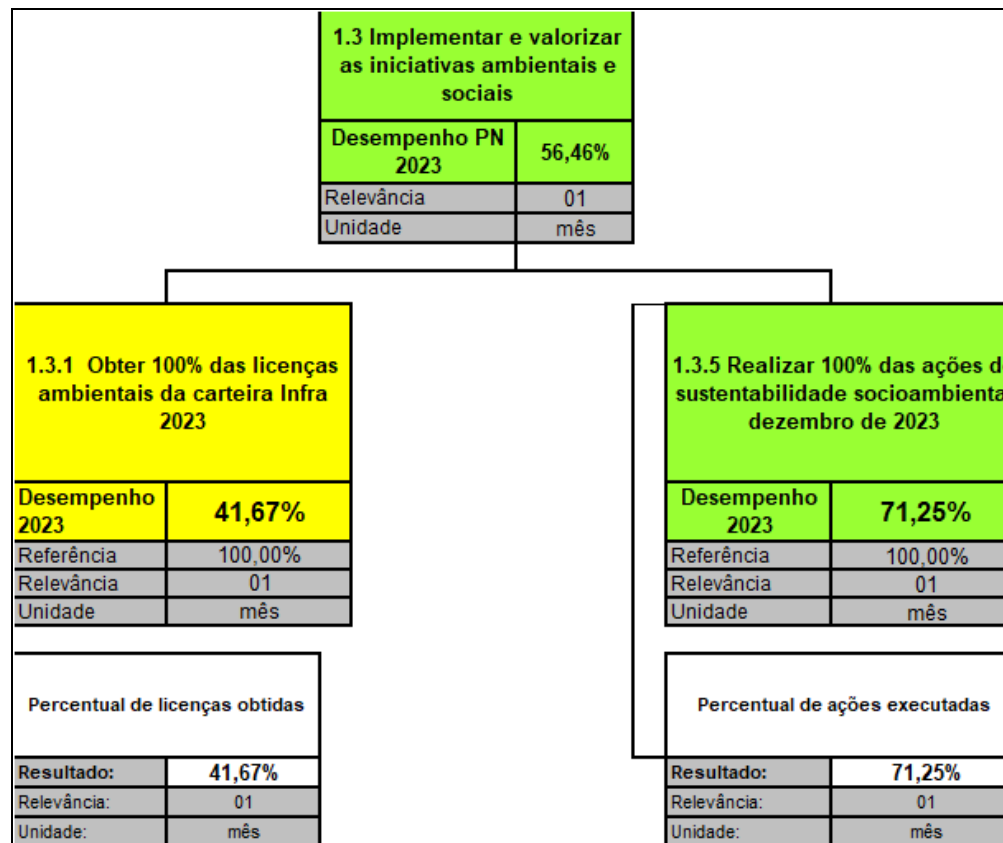 1.3 Implementar e valorizar
as iniciativas ambientais e
sociais
Desempenho PN
2023
56,46%
Relevância 01
Unidade mês
1.3.1 Obter 100% das licenças
ambientais da carteira Infra
2023
Desempenho
2023
41,67%
Referência 100,00%
Relevância 01
Unidade mês
Percentual de licenças obtidas
Resultado: 41,67%
Relevância: 01
Unidade: mês
1.3.5 Realizar 100% das ações
sustentabilidade
dezembro de 2023
Desempenho
2023
71,25%
Referência 100,00%
Relevância 01
Unidade mês
Percentual de ações executadas
Resultado: 71,25%
Relevância: 01
Unidade: mês